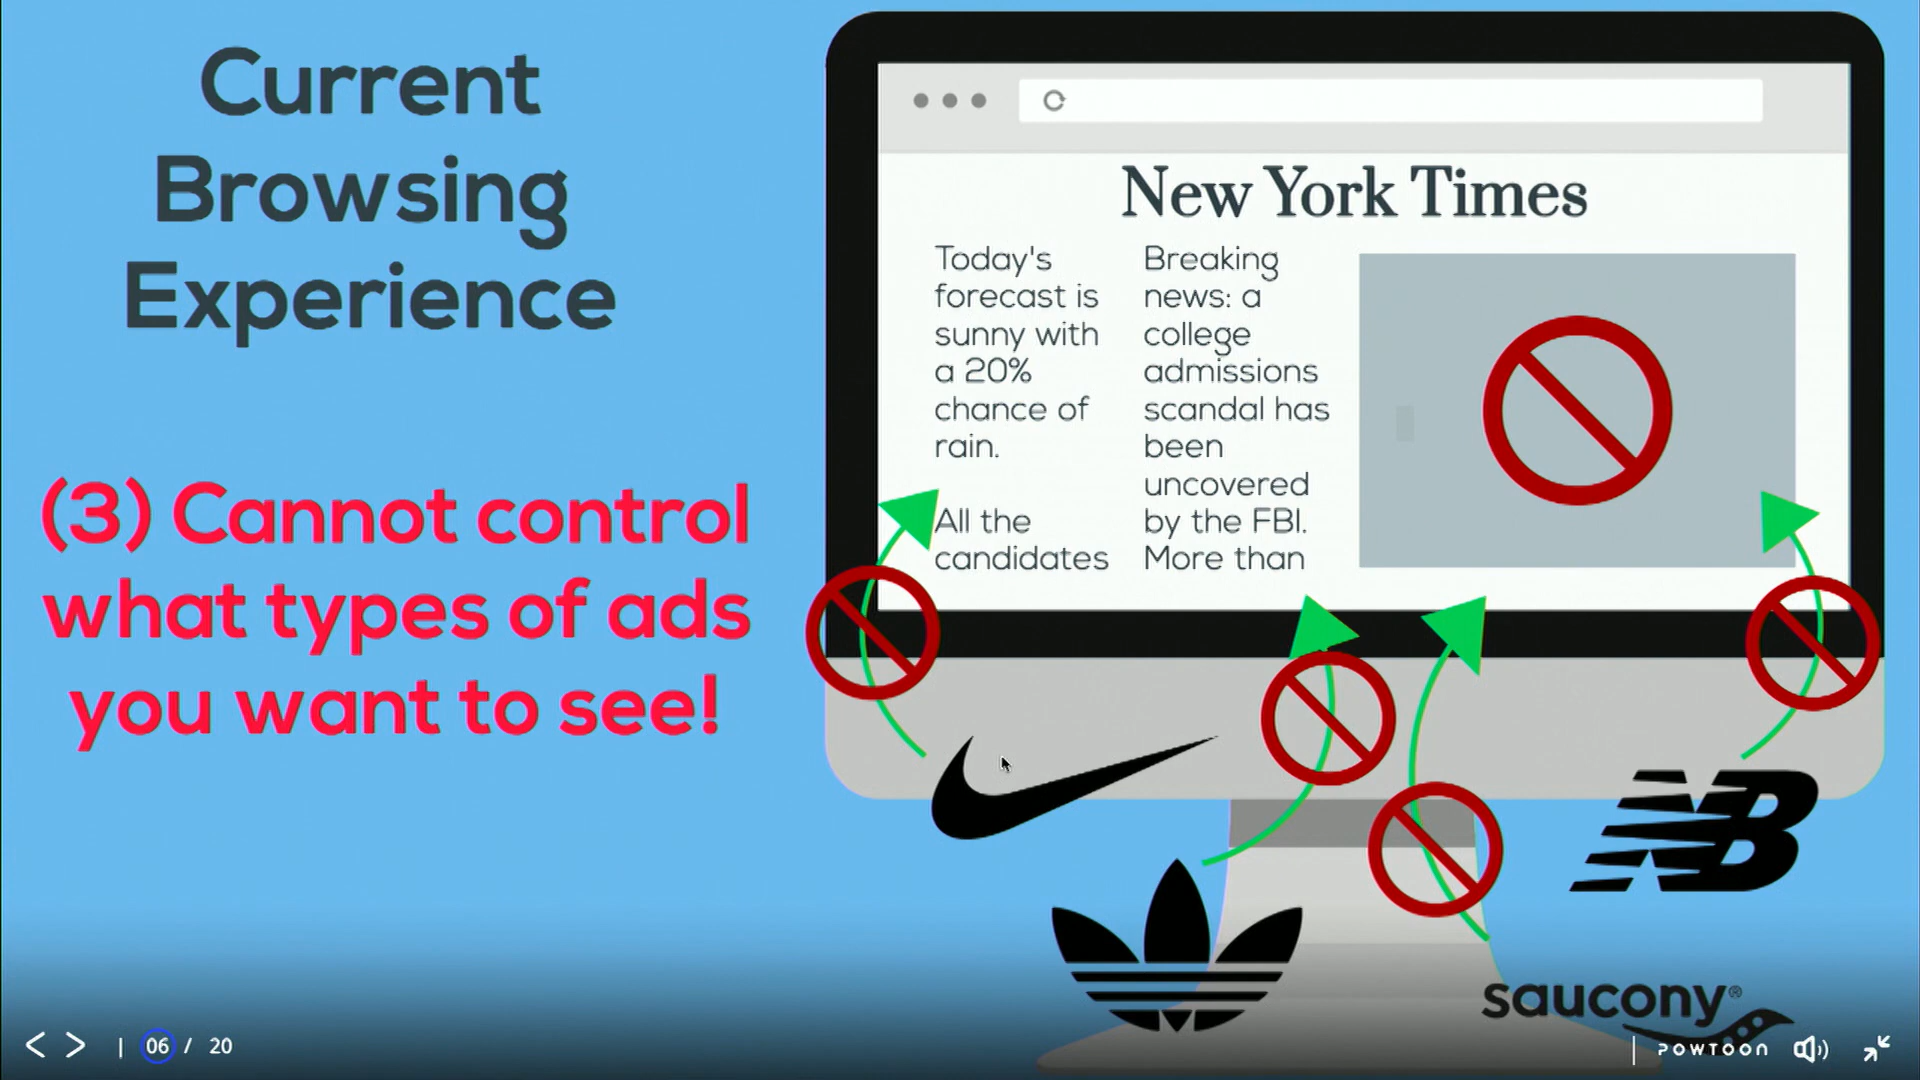 Current
Browsing
Experience
(3) Cannot control
what types of ads
you want to see!
New York Times
Today's
forecast is
sunny with
a 20%
chance of
rain.
All the
candidates
Breaking
news: a
college
admissions
scandal has
been
uncovered
by the FBI.
More than
NB
saucony®
| 06 / 20
POWTOON